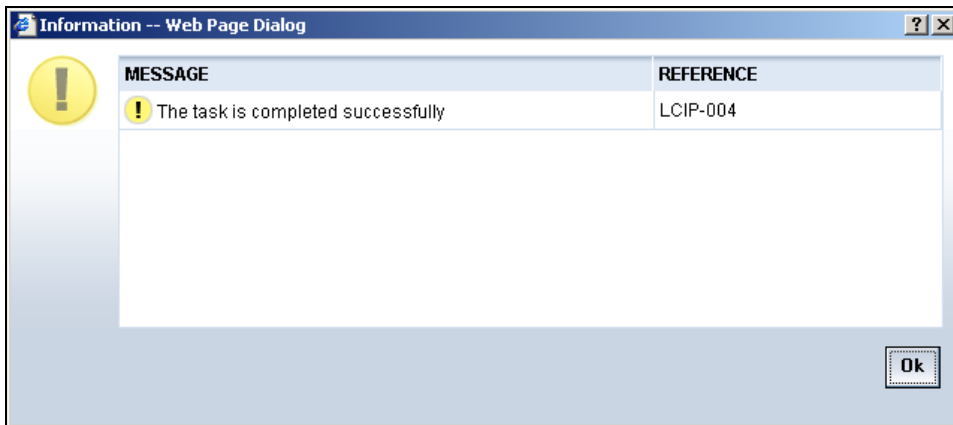 Information -- Web Page Dialog
MESSAGE REFERENCE
The task is completed successfully LCIP-004
Ok